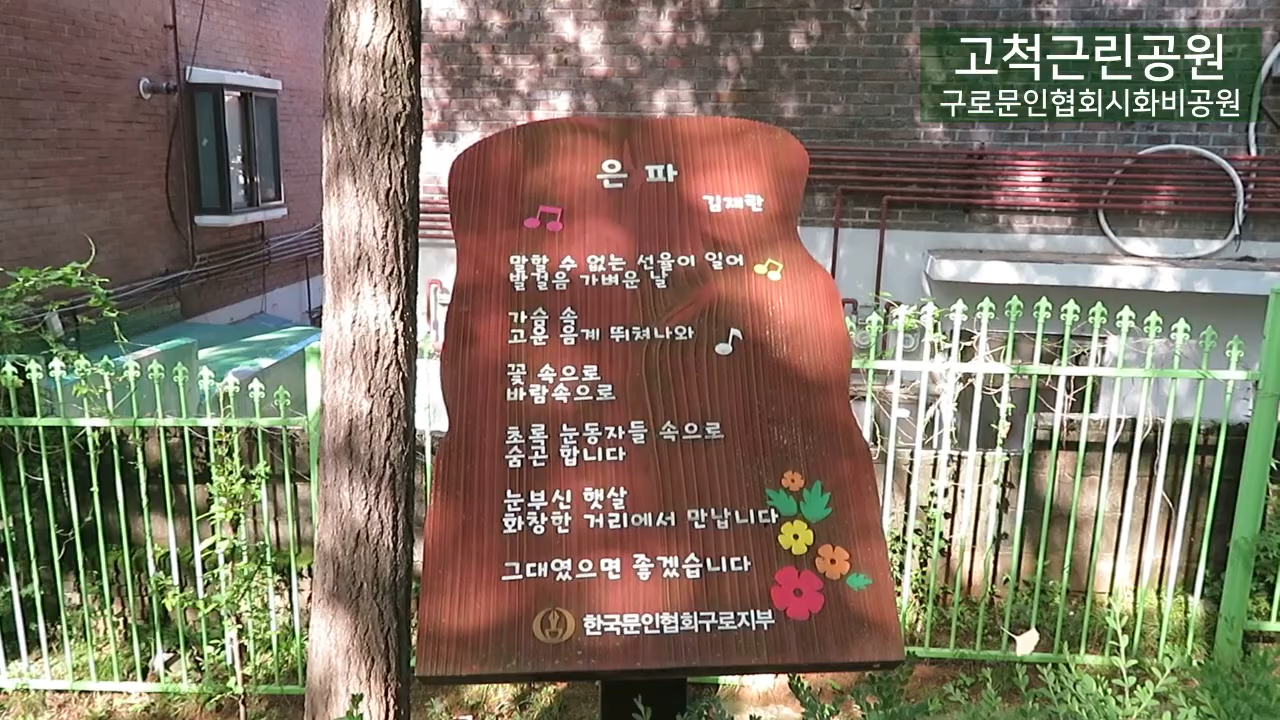 고척근린공원
구로문인협회시화비공원
은 파
김재란
말할 수 없는 선율이 일어
발걸음 가벼운 날
가슴 속
고운 음계 뛰쳐나와
꽃 속으로
바람속으로
초록 눈동자들 속으로
숨곤 합니다
눈부신 햇살
화창한 거리에서 만납니다
그대였으면 좋겠습니다
한국문인협회구로지부